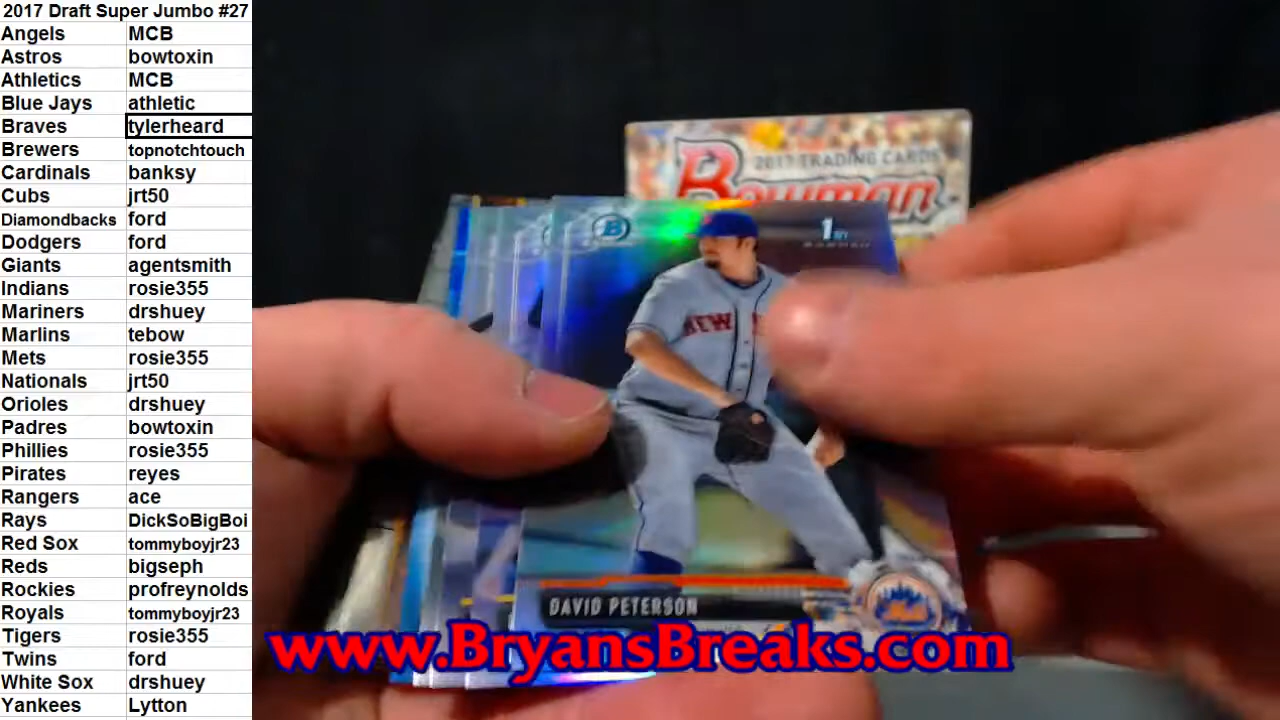 2017 Draft Super Jumbo #27
Angels MCB
Astros bowtoxin
Athletics MCB
Blue Jays athletic
Braves tylerheard
Brewers topnotchtouch
Cardinals banksy
Cubs jrt50
Diamondbacks ford
Dodgers ford
Giants agentsmith
Indians rosie355
Mariners drshuey
Marlins tebow
Mets rosie355
Nationals jrt50
Orioles drshuey
Padres bowtoxin
Phillies rosie355
Pirates reyes
Rangers ace
Rays DickSoBigBoi
Red Sox tommyboyjr23
Reds bigseph
Rockies profreynolds
Royals tommyboyjr23
Tigers rosie355
Twins ford
White Sox drshuey
Yankees Lytton
2017 TRADING CARDS
Bowman
B
1ST
NEW
DAVID PETERSON
www.BryansBreaks.com